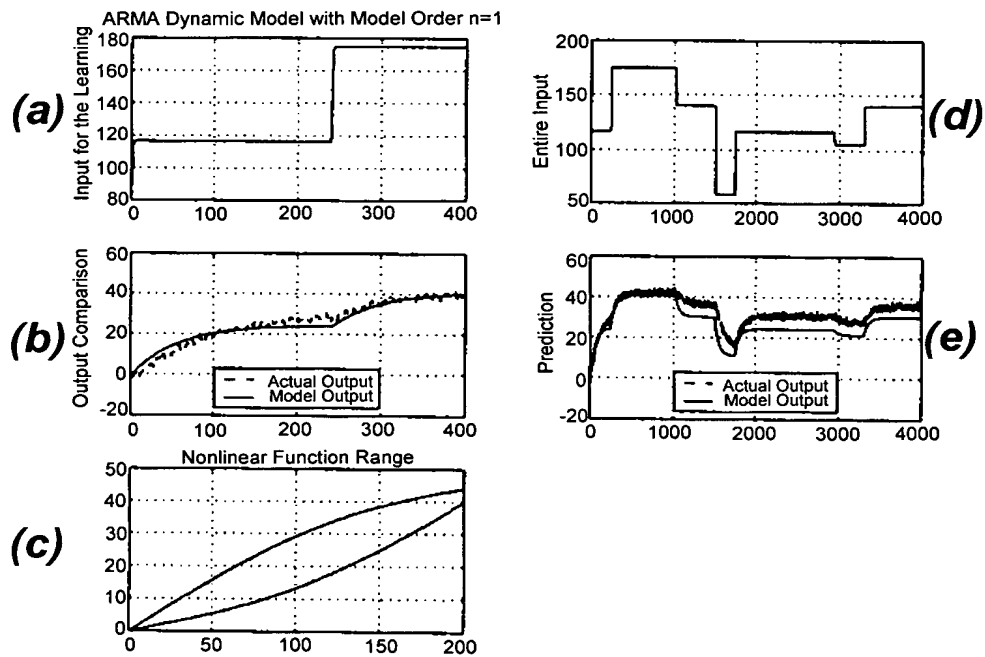 ARMA Dynamic Model with Model Order n=1
(a)
Input for the Learning
180
160
140
120
100
80
0 100 200 300 400
(b)
Output Comparison
60
40
20
0
-20
Actual Output
Model Output
0 100 200 300 400
(c)
Nonlinear Function Range
50
40
30
20
10
0
0 50 100 150 200
(d)
Entire Input
200
150
100
50
0 1000 2000 3000 4000
(e)
Prediction
60
40
20
0
-20
Actual Output
Model Output
0 1000 2000 3000 4000